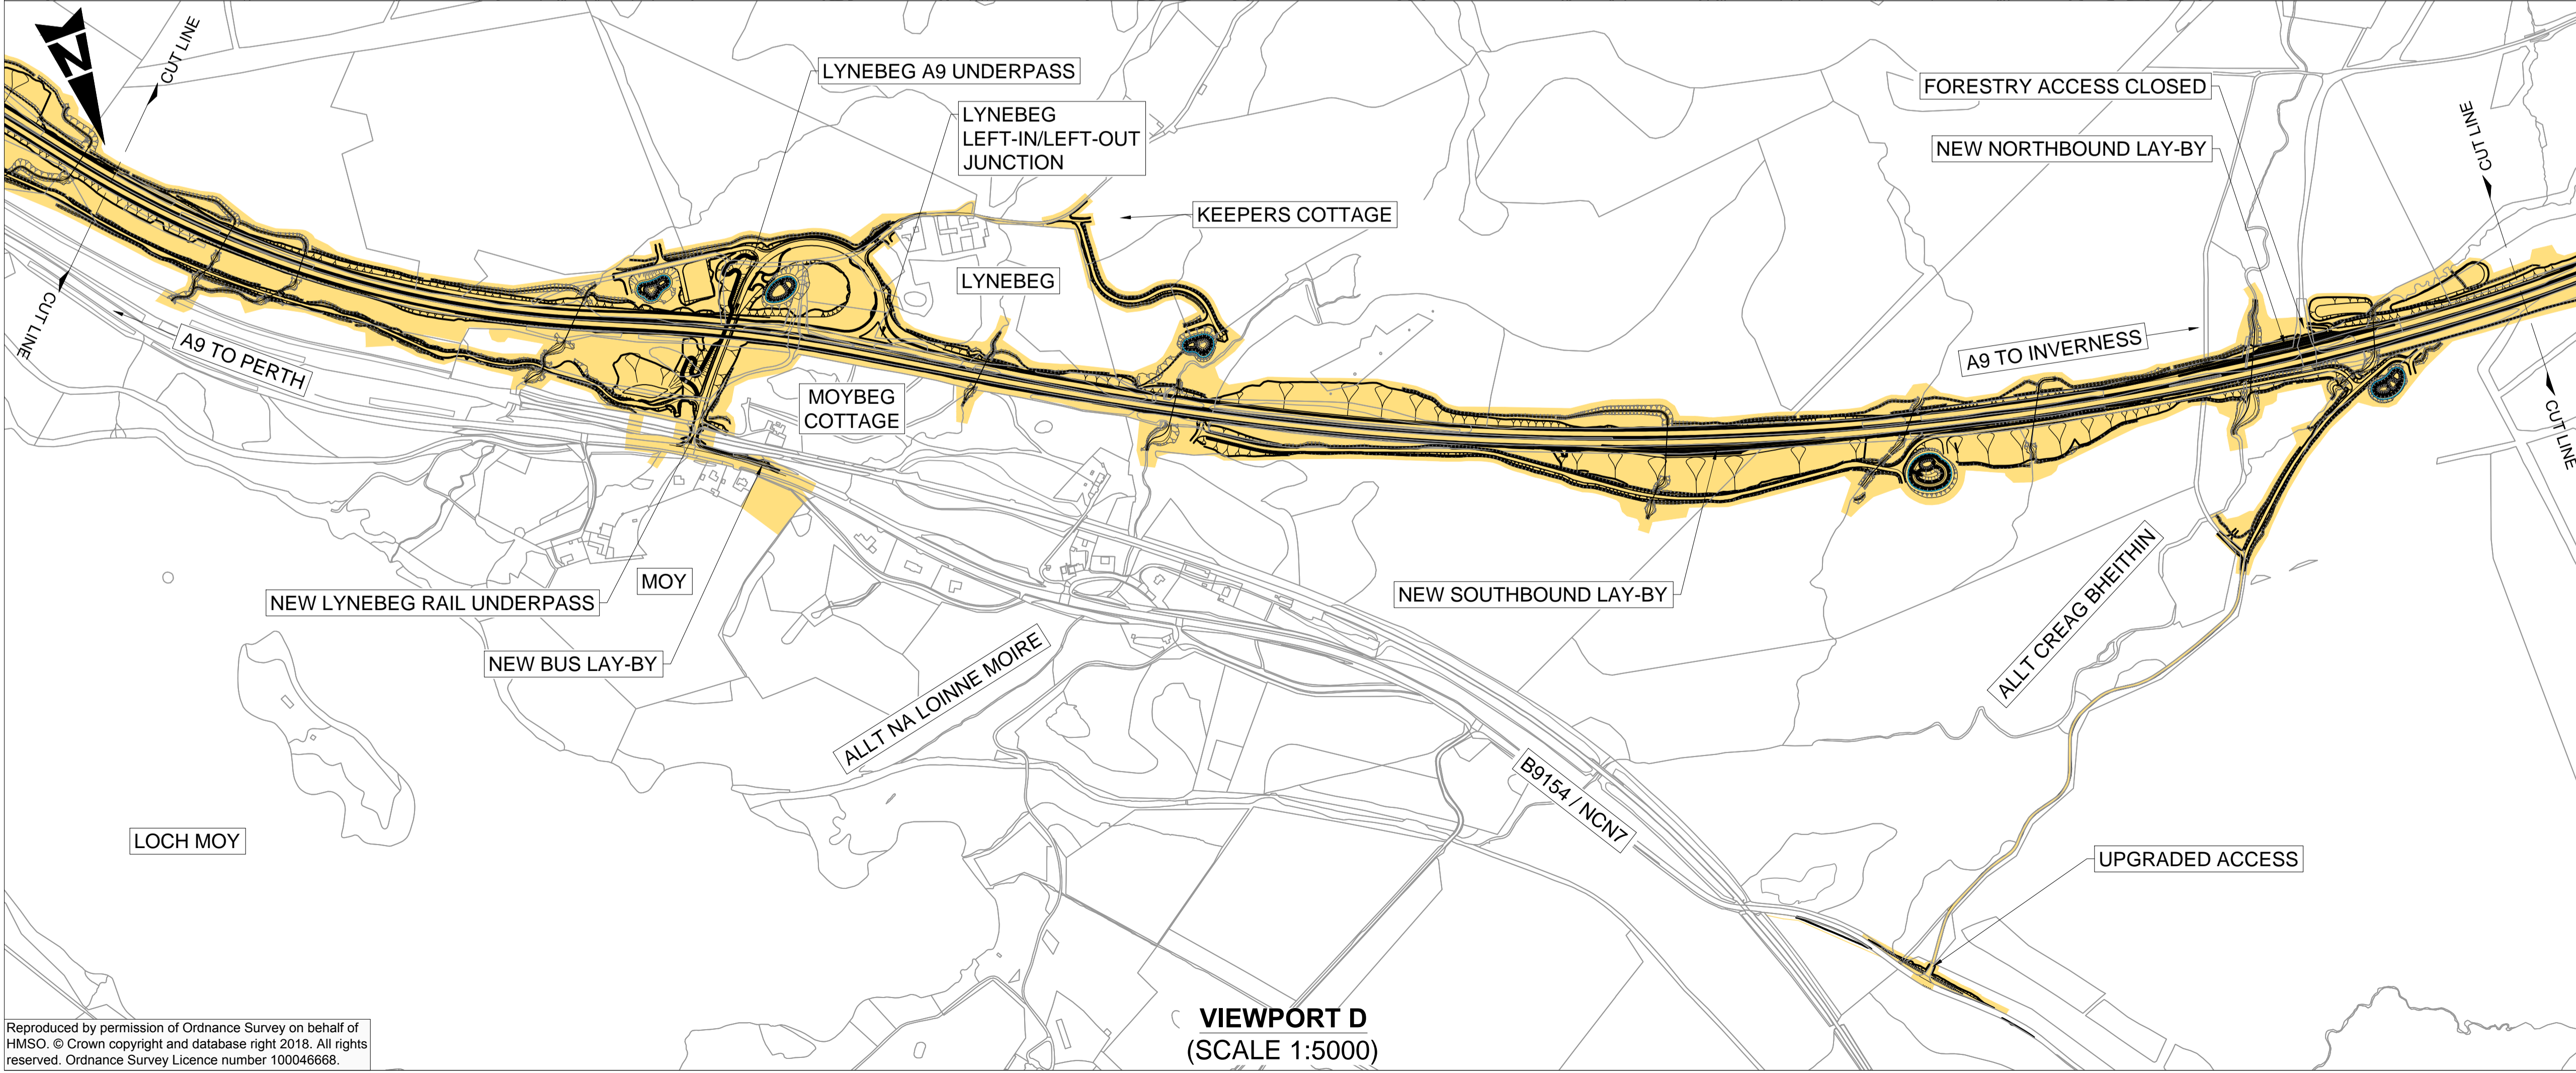 N
CUT LINE
LYNEBEG A9 UNDERPASS
LYNEBEG
LEFT-IN/LEFT-OUT
JUNCTION
FORESTRY ACCESS CLOSED
NEW NORTHBOUND LAY-BY
CUT LINE
KEEPERS COTTAGE
LYNEBEG
CUT LINE
A9 TO PERTH
A9 TO INVERNESS
MOYBEG
COTTAGE
CUT LINE
MOY
NEW LYNEBEG RAIL UNDERPASS
NEW BUS LAY-BY
NEW SOUTHBOUND LAY-BY
ALLT NA LOINNE MOIRE
ALLT CREAG BHEITHIN
B9154 / NCN7
LOCH MOY
UPGRADED ACCESS
VIEWPORT D
(SCALE 1:5000)
Reproduced by permission of Ordnance Survey on behalf of
HMSO. © Crown copyright and database right 2018. All rights
reserved. Ordnance Survey Licence number 100046668.